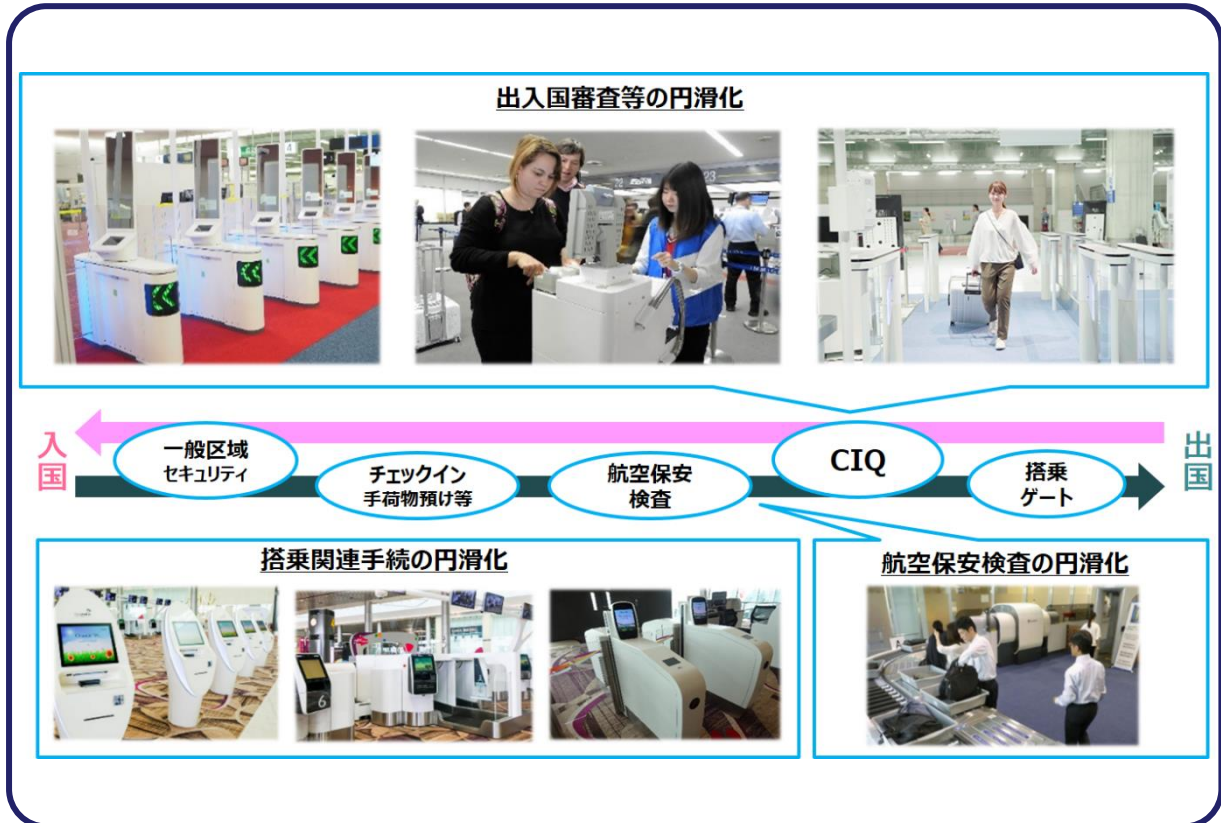 出入国審査等の円滑化
入国
一般区域
セキュリティ
チェックイン
手荷物預け等
航空保安
検査
CIQ
搭乗
ゲート
出国
搭乗関連手続の円滑化
航空保安検査の円滑化
6